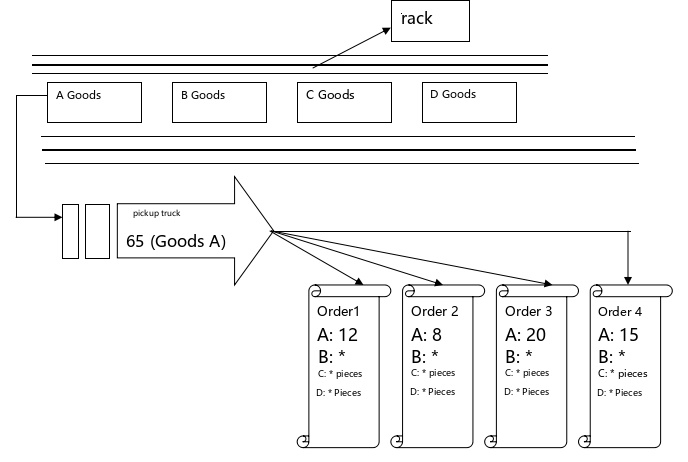 rack
A Goods
B Goods
C Goods
D Goods
pickup truck
65 (Goods A)
Order1
A: 12
B: *
C: * pieces
D: * Pieces
Order 2
A: 8
B: *
C: * pieces
D: * Pieces
Order 3
A: 20
B: *
C: * pieces
D: * Pieces
Order 4
A: 15
B: *
C: * pieces
D: * Pieces